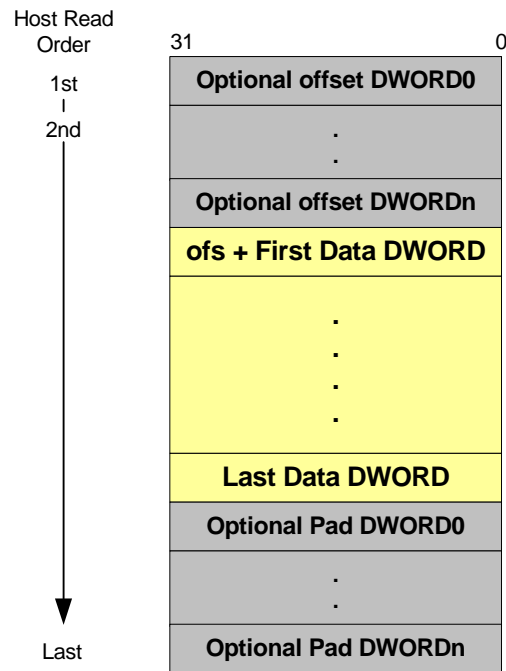 Host Read
Order
31
0
1st
2nd
Optional offset DWORD0
.
.
Optional offset DWORDn
ofs + First Data DWORD
.
.
.
.
Last Data DWORD
Optional Pad DWORD0
.
.
Last
Optional Pad DWORDn